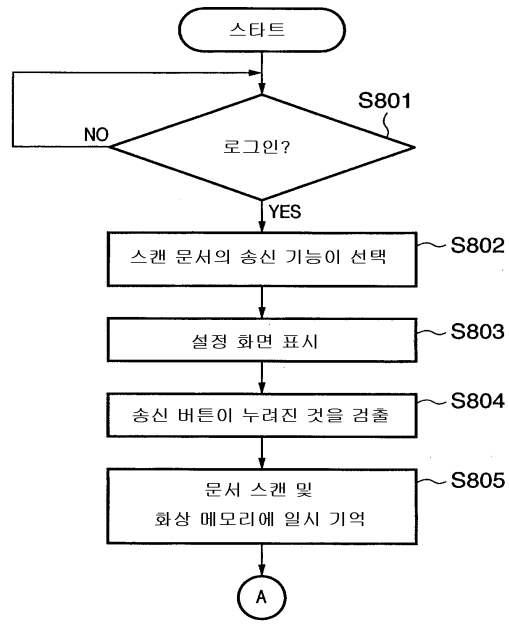 스타트
S801
로그인?
NO
YES
스캔 문서의 송신 기능이 선택
S802
설정 화면 표시
S803
송신 버튼이 누려진 것을 검출
S804
문서 스캔 및
화상 메모리에 일시 기억
S805
A